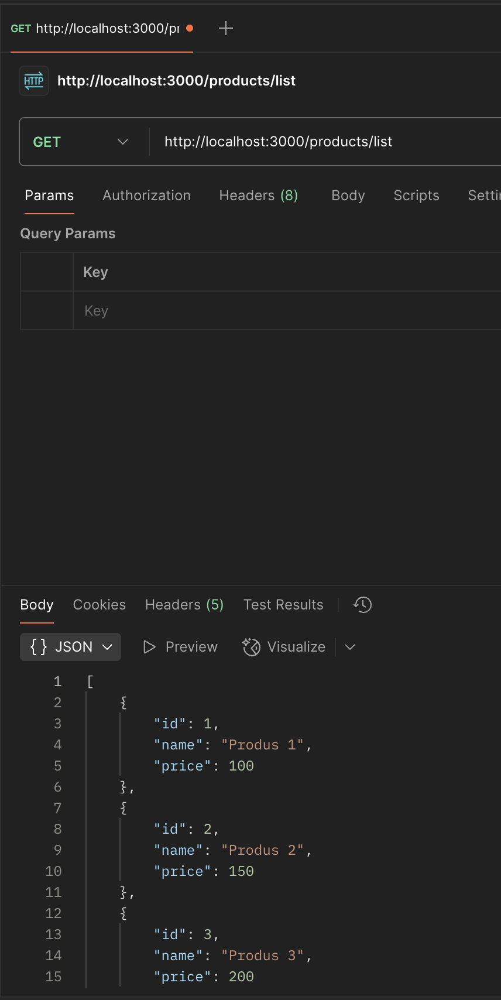 GET http://localhost:3000/pr
HTTP http://localhost:3000/products/list
GET http://localhost:3000/products/list
Params Authorization Headers (8) Body Scripts Settin
Query Params
Key
Key
Body Cookies Headers (5) Test Results
{} JSON Preview Visualize
1 [
2 {
3 "id": 1,
4 "name": "Produs 1",
5 "price": 100
6 },
7 {
8 "id": 2,
9 "name": "Produs 2",
10 "price": 150
11 },
12 {
13 "id": 3,
14 "name": "Produs 3",
15 "price": 200